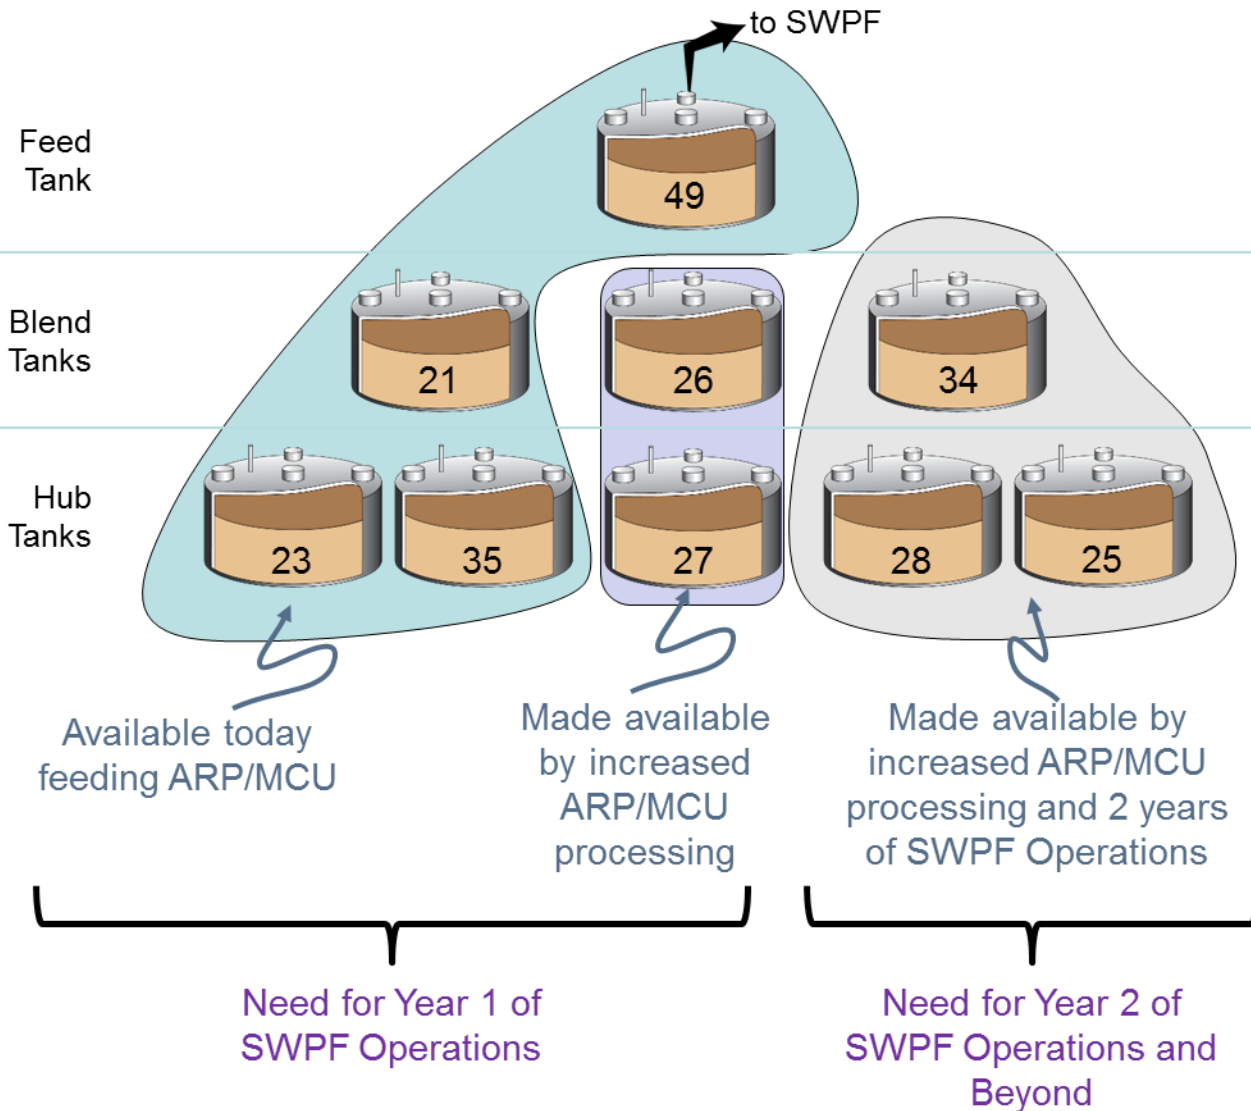 to SWPF
Feed
Tank
49
Blend
Tanks
21
26
34
Hub
Tanks
23
35
27
28
25
Available today
feeding ARP/MCU
Made available
by increased
ARP/MCU
processing
Made available by
increased ARP/MCU
processing and 2 years
of SWPF Operations
Need for Year 1 of
SWPF Operations
Need for Year 2 of
SWPF Operations and
Beyond